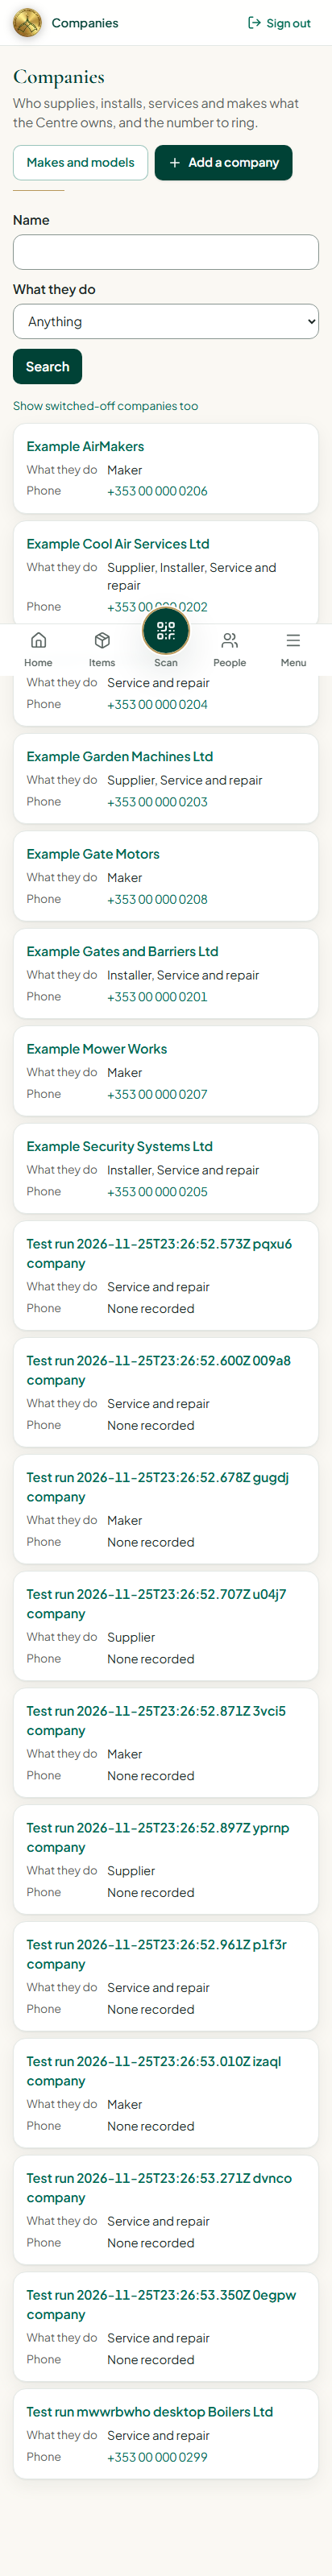 Companies
Sign out
Companies
Who supplies, installs, services and makes what
the Centre owns, and the number to ring.
Makes and models
+ Add a company
Name
What they do
Anything
Search
Show switched-off companies too
Example AirMakers
What they do Maker
Phone +353 00 000 0206
Example Cool Air Services Ltd
What they do Supplier, Installer, Service and
repair
Phone +353 00 000 0202
Home
Items
Scan
People
Menu
What they do Service and repair
Phone +353 00 000 0204
Example Garden Machines Ltd
What they do Supplier, Service and repair
Phone +353 00 000 0203
Example Gate Motors
What they do Maker
Phone +353 00 000 0208
Example Gates and Barriers Ltd
What they do Installer, Service and repair
Phone +353 00 000 0201
Example Mower Works
What they do Maker
Phone +353 00 000 0207
Example Security Systems Ltd
What they do Installer, Service and repair
Phone +353 00 000 0205
Test run 2026-11-25T23:26:52.573Z pqxu6
company
What they do Service and repair
Phone None recorded
Test run 2026-11-25T23:26:52.600Z 009a8
company
What they do Service and repair
Phone None recorded
Test run 2026-11-25T23:26:52.678Z gugdj
company
What they do Maker
Phone None recorded
Test run 2026-11-25T23:26:52.707Z u04j7
company
What they do Supplier
Phone None recorded
Test run 2026-11-25T23:26:52.871Z 3vci5
company
What they do Maker
Phone None recorded
Test run 2026-11-25T23:26:52.897Z yprnp
company
What they do Supplier
Phone None recorded
Test run 2026-11-25T23:26:52.961Z p1f3r
company
What they do Service and repair
Phone None recorded
Test run 2026-11-25T23:26:53.010Z izaql
company
What they do Maker
Phone None recorded
Test run 2026-11-25T23:26:53.271Z dvnco
company
What they do Service and repair
Phone None recorded
Test run 2026-11-25T23:26:53.350Z 0egpw
company
What they do Service and repair
Phone None recorded
Test run mwwrbwho desktop Boilers Ltd
What they do Service and repair
Phone +353 00 000 0299